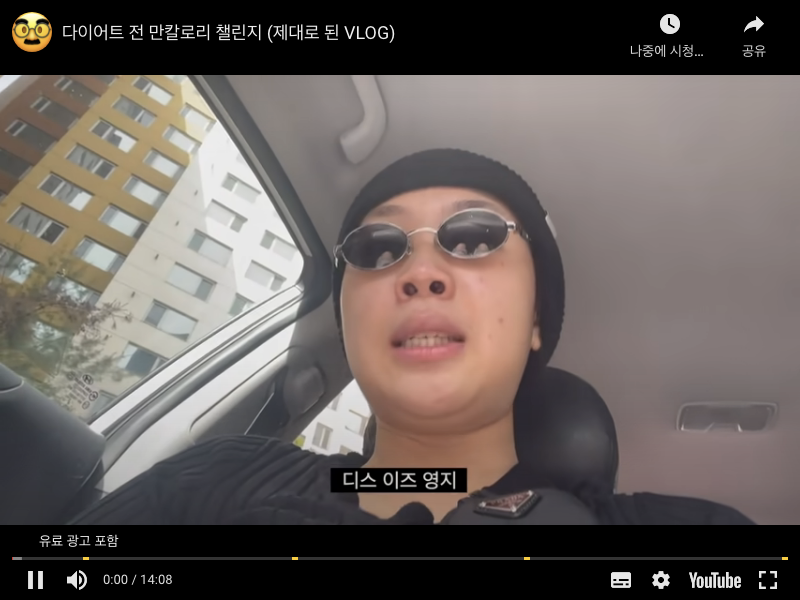 다이어트 전 만칼로리 챌린지 (제대로 된 VLOG)
나중에 시청...
공유
디스 이즈 영지
유료 광고 포함
0:00 / 14:08
YouTube